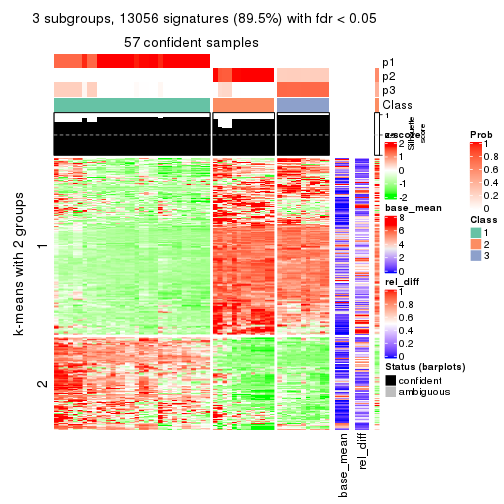 3 subgroups, 13056 signatures (89.5%) with fdr < 0.05
57 confident samples
p1
p2
p3
Class
1
Silhouette
score
z-score
2
1
0
-1
-2
base_mean
8
6
4
2
0
rel_diff
1
0.8
0.6
0.4
0.2
0
Status (barplots)
confident
ambiguous
Prob
1
0.8
0.6
0.4
0.2
0
Class
1
2
3
k-means with 2 groups
1
2
base_mean
rel_diff